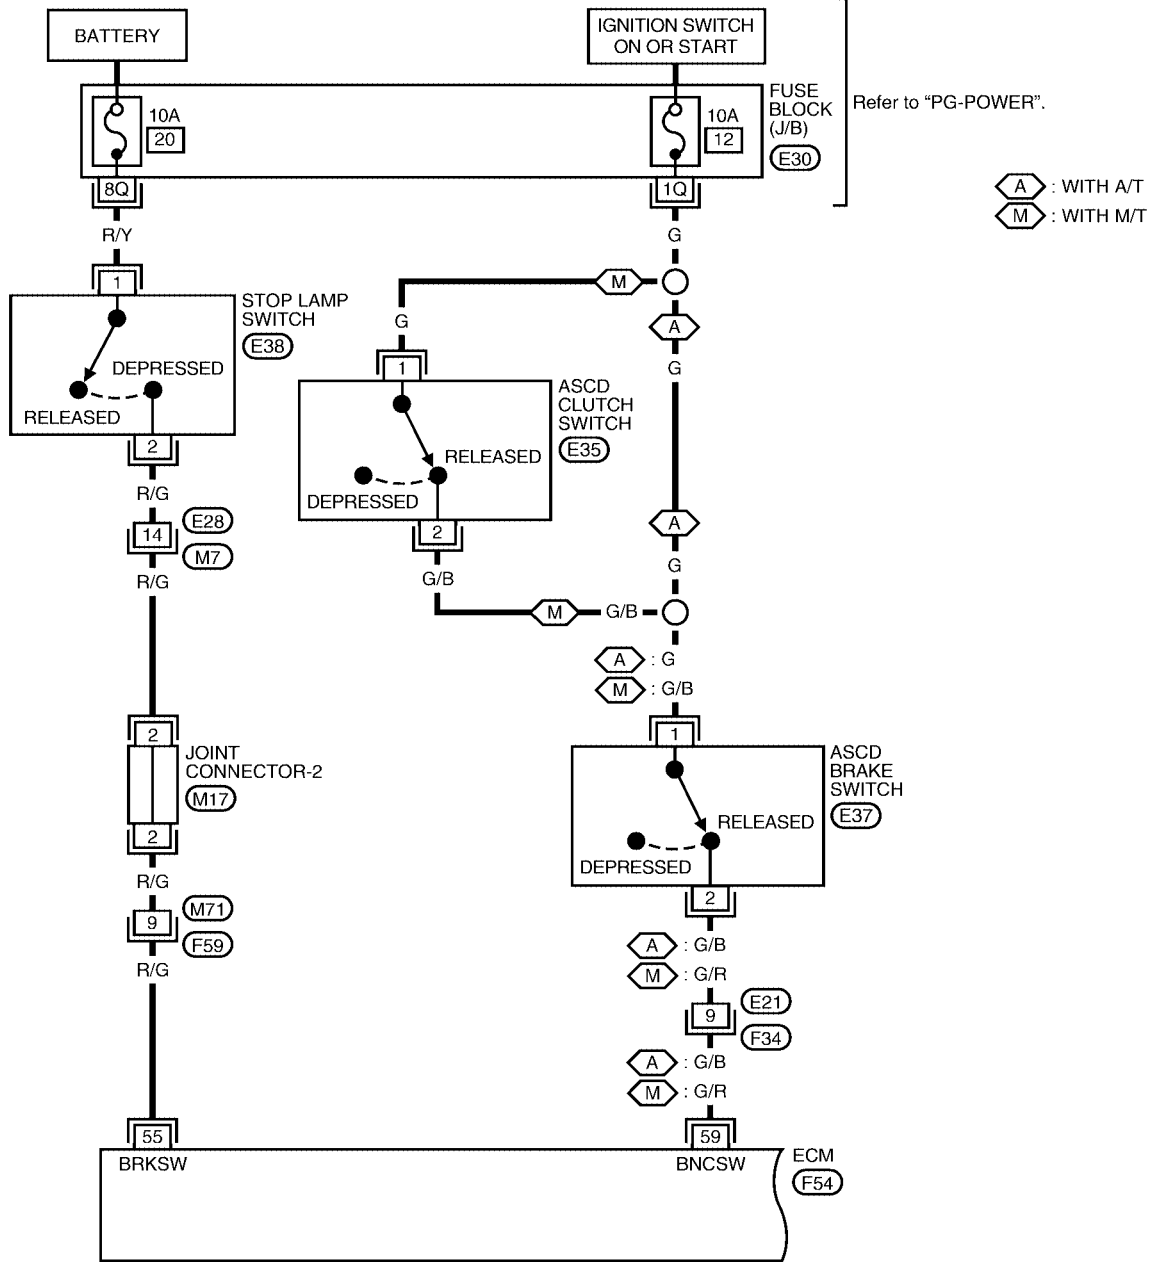 BATTERY
IGNITION SWITCH
ON OR START
10A
20
10A
12
FUSE
BLOCK
(J/B)
E30
Refer to “PG-POWER”.
A : WITH A/T
M : WITH M/T
8Q
1Q
R/Y
G
1
M
STOP LAMP
SWITCH
E38
DEPRESSED
RELEASED
2
G
A
G
1
ASCD
CLUTCH
SWITCH
E35
RELEASED
DEPRESSED
2
R/G
14
E28
M7
R/G
A
G
G/B
M
G/B
A : G
M : G/B
1
2
JOINT
CONNECTOR-2
M17
2
ASCD
BRAKE
SWITCH
E37
RELEASED
DEPRESSED
2
R/G
9
M71
F59
R/G
A : G/B
M : G/R
9
E21
F34
A : G/B
M : G/R
55
59
BRKSW
BNCSW
ECM
F54